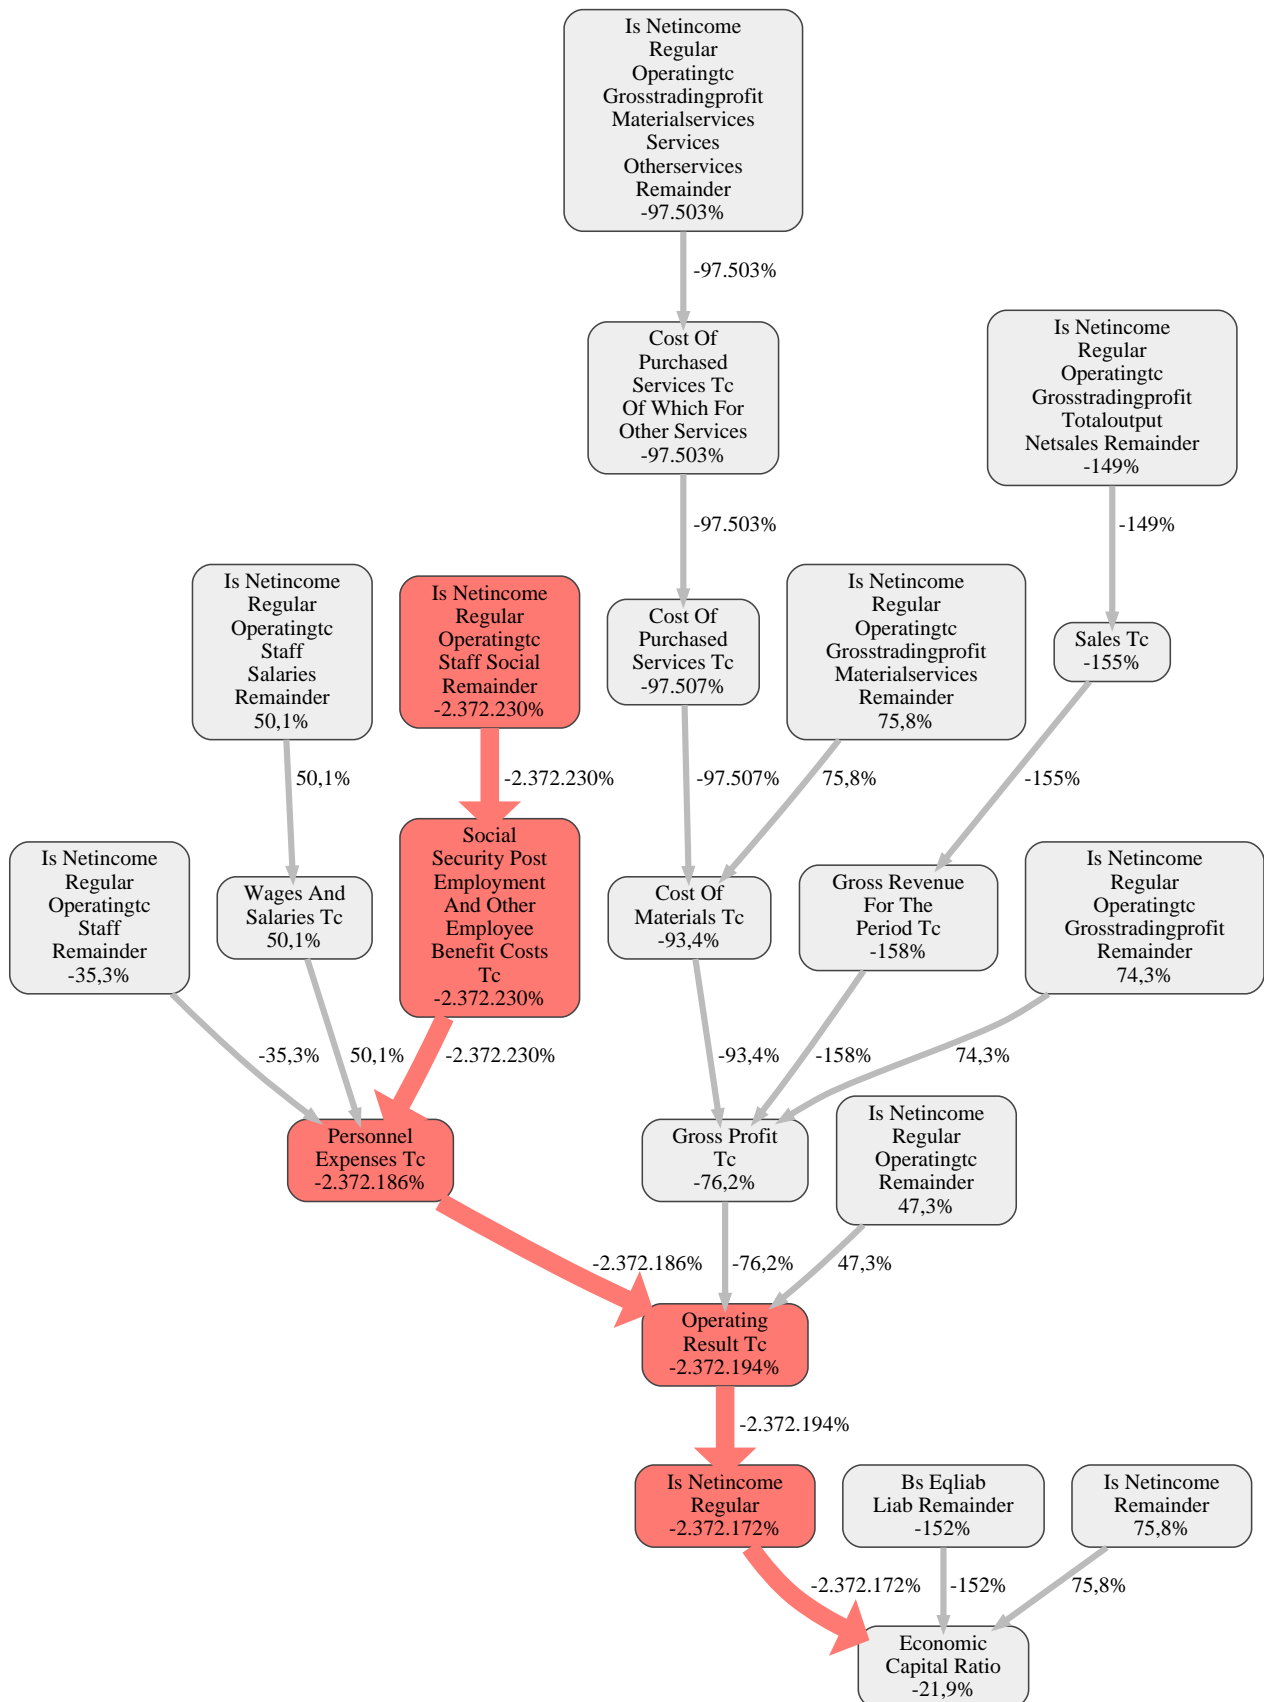 Is Netincome
Regular
Operatingtc
Grosstradingprofit
Materialservices
Services
Otherservices
Remainder
-97.503%
-97.503%
Cost Of
Purchased
Services Tc
Of Which For
Other Services
-97.503%
Is Netincome
Regular
Operatingtc
Grosstradingprofit
Totaloutput
Netsales Remainder
-149%
-97.503%
-149%
Is Netincome
Regular
Operatingtc
Staff
Salaries
Remainder
50,1%
Is Netincome
Regular
Operatingtc
Staff Social
Remainder
-2.372.230%
Cost Of
Purchased
Services Tc
-97.507%
Is Netincome
Regular
Operatingtc
Grosstradingprofit
Materialservices
Remainder
75,8%
Sales Tc
-155%
50,1%
-2.372.230%
-97.507%
75,8%
-155%
Is Netincome
Regular
Operatingtc
Staff
Remainder
-35,3%
Wages And
Salaries Tc
50,1%
Social
Security Post
Employment
And Other
Employee
Benefit Costs
Tc
-2.372.230%
Cost Of
Materials Tc
-93,4%
Gross Revenue
For The
Period Tc
-158%
Is Netincome
Regular
Operatingtc
Grosstradingprofit
Remainder
74,3%
-35,3%
50,1%
-2.372.230%
-93,4%
-158%
74,3%
Personnel
Expenses Tc
-2.372.186%
Gross Profit
Tc
-76,2%
Is Netincome
Regular
Operatingtc
Remainder
47,3%
-2.372.186%
-76,2%
47,3%
Operating
Result Tc
-2.372.194%
-2.372.194%
Is Netincome
Regular
-2.372.172%
Bs Eqliab
Liab Remainder
-152%
Is Netincome
Remainder
75,8%
-2.372.172%
-152%
75,8%
Economic
Capital Ratio
-21,9%